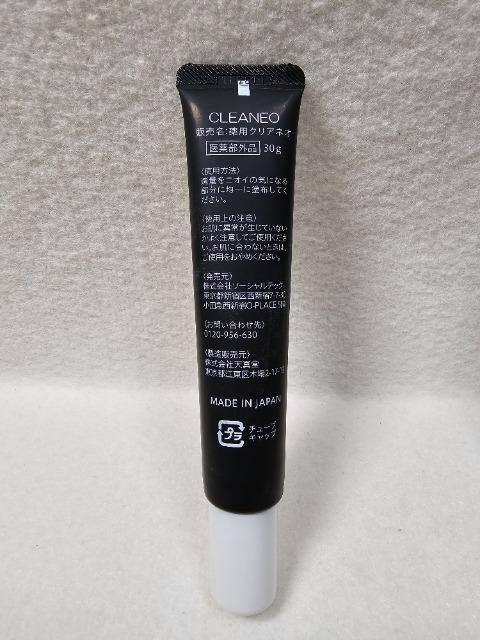 CLEANEO
販売名:薬用クリアネオ
医薬部外品 30g
〈使用方法〉
適量をニオイの気になる
部分に均一に塗布してく
ださい。
〈使用上の注意〉
お肌に異常が生じていない
かよく注意してご使用くださ
い。お肌に合わないときは、
ご使用をおやめください。
〈発売元〉
株式会社ソーシャルテック
東京都新宿区西新宿7-7-30
小田急西新宿O-PLACE
〈お問い合わせ先〉
0120-956-630
〈製造販売元〉
株式会社天真堂
東京都江東区木場2-17-13
MADE IN JAPAN
プラ
チューブ
キャップ